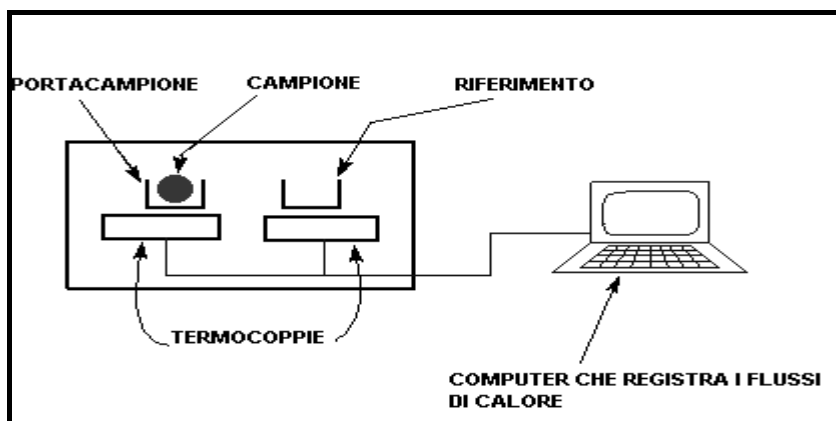 PORTACAMPIONE
CAMPIONE
RIFERIMENTO
TERMOCOPPIE
COMPUTER CHE REGISTRA I FLUSSI
DI CALORE